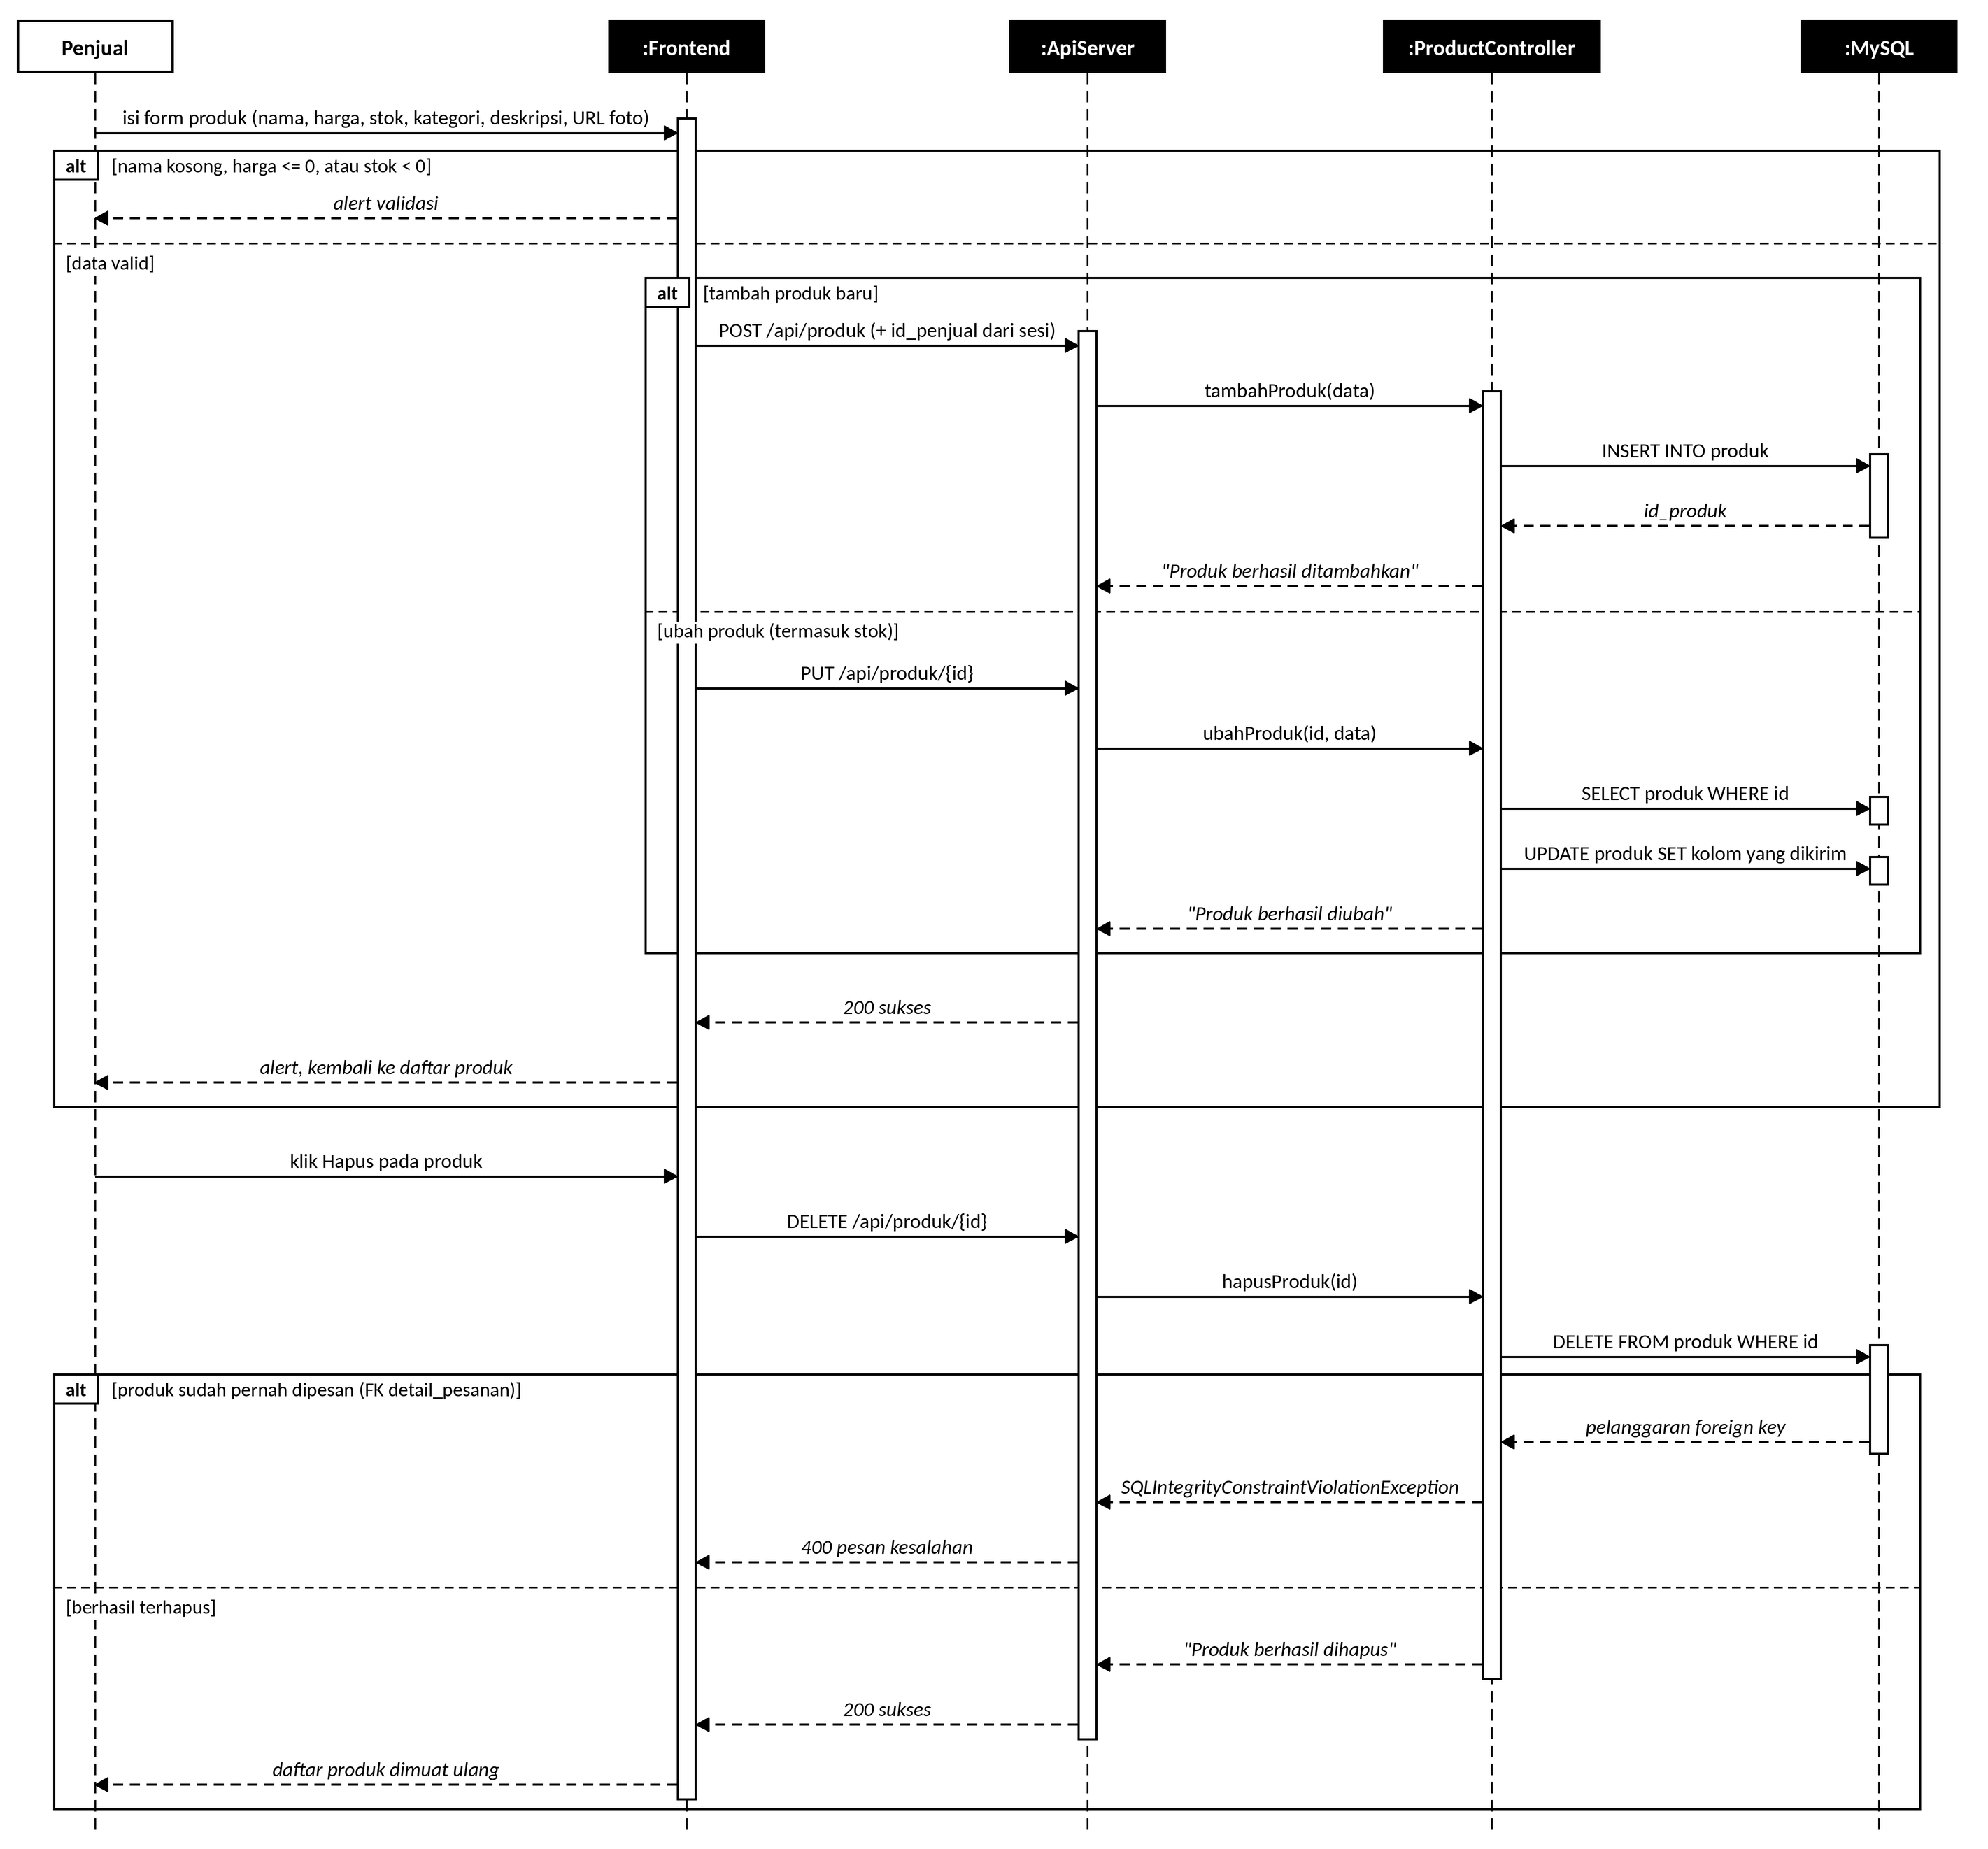 Penjual
:Frontend
:ApiServer
:ProductController
:MySQL
isi form produk (nama, harga, stok, kategori, deskripsi, URL foto)
alt [nama kosong, harga <= 0, atau stok < 0]
alert validasi
[data valid]
alt [tambah produk baru]
POST /api/produk (+ id_penjual dari sesi)
tambahProduk(data)
INSERT INTO produk
id_produk
"Produk berhasil ditambahkan"
[ubah produk (termasuk stok)]
PUT /api/produk/{id}
ubahProduk(id, data)
SELECT produk WHERE id
UPDATE produk SET kolom yang dikirim
"Produk berhasil diubah"
200 sukses
alert, kembali ke daftar produk
klik Hapus pada produk
DELETE /api/produk/{id}
hapusProduk(id)
DELETE FROM produk WHERE id
alt [produk sudah pernah dipesan (FK detail_pesanan)]
pelanggaran foreign key
SQLIntegrityConstraintViolationException
400 pesan kesalahan
[berhasil terhapus]
"Produk berhasil dihapus"
200 sukses
daftar produk dimuat ulang